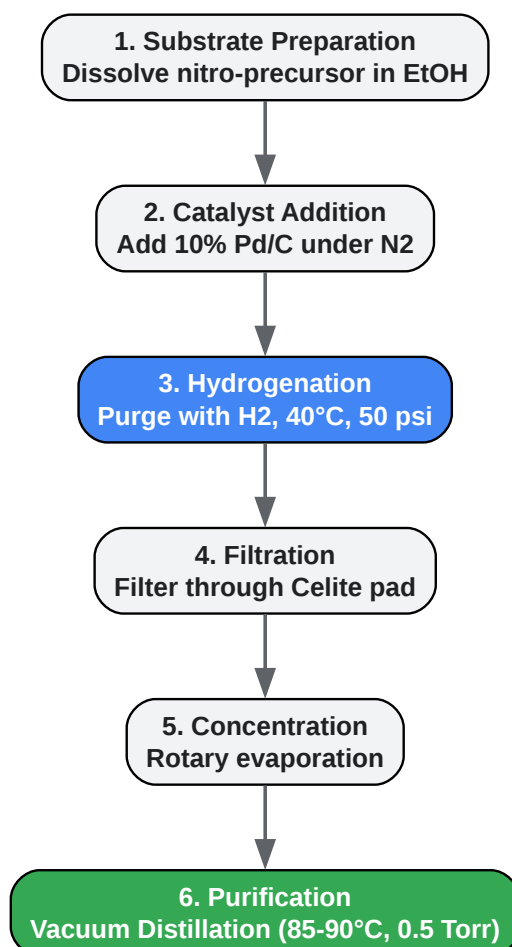 1. Substrate Preparation
Dissolve nitro-precursor in EtOH
2. Catalyst Addition
Add 10% Pd/C under N2
3. Hydrogenation
Purge with H2, 40°C, 50 psi
4. Filtration
Filter through Celite pad
5. Concentration
Rotary evaporation
6. Purification
Vacuum Distillation (85-90°C, 0.5 Torr)